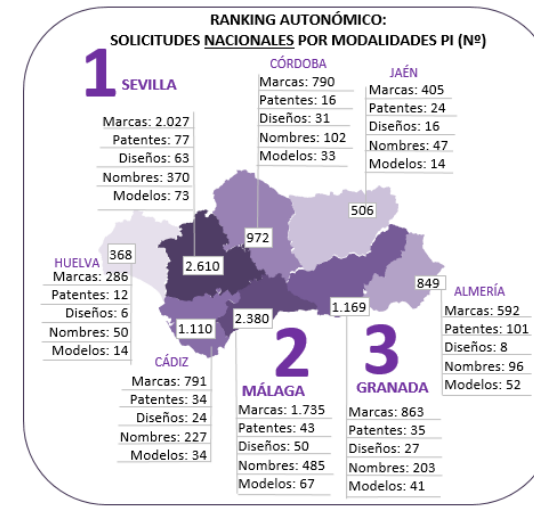 RANKING AUTONÓMICO:
SOLICITUDES NACIONALES POR MODALIDADES PI (Nº)
1 SEVILLA
Marcas: 2.027
Patentes: 77
Diseños: 63
Nombres: 370
Modelos: 73
CÓRDOBA
Marcas: 790
Patentes: 16
Diseños: 31
Nombres: 102
Modelos: 33
JAÉN
Marcas: 405
Patentes: 24
Diseños: 16
Nombres: 47
Modelos: 14
368
2.610
972
506
1.110
2.380
1.169
849
HUELVA
Marcas: 286
Patentes: 12
Diseños: 6
Nombres: 50
Modelos: 14
CÁDIZ
Marcas: 791
Patentes: 34
Diseños: 24
Nombres: 227
Modelos: 34
2
MÁLAGA
Marcas: 1.735
Patentes: 43
Diseños: 50
Nombres: 485
Modelos: 67
3
GRANADA
Marcas: 863
Patentes: 35
Diseños: 27
Nombres: 203
Modelos: 41
ALMERÍA
Marcas: 592
Patentes: 101
Diseños: 8
Nombres: 96
Modelos: 52